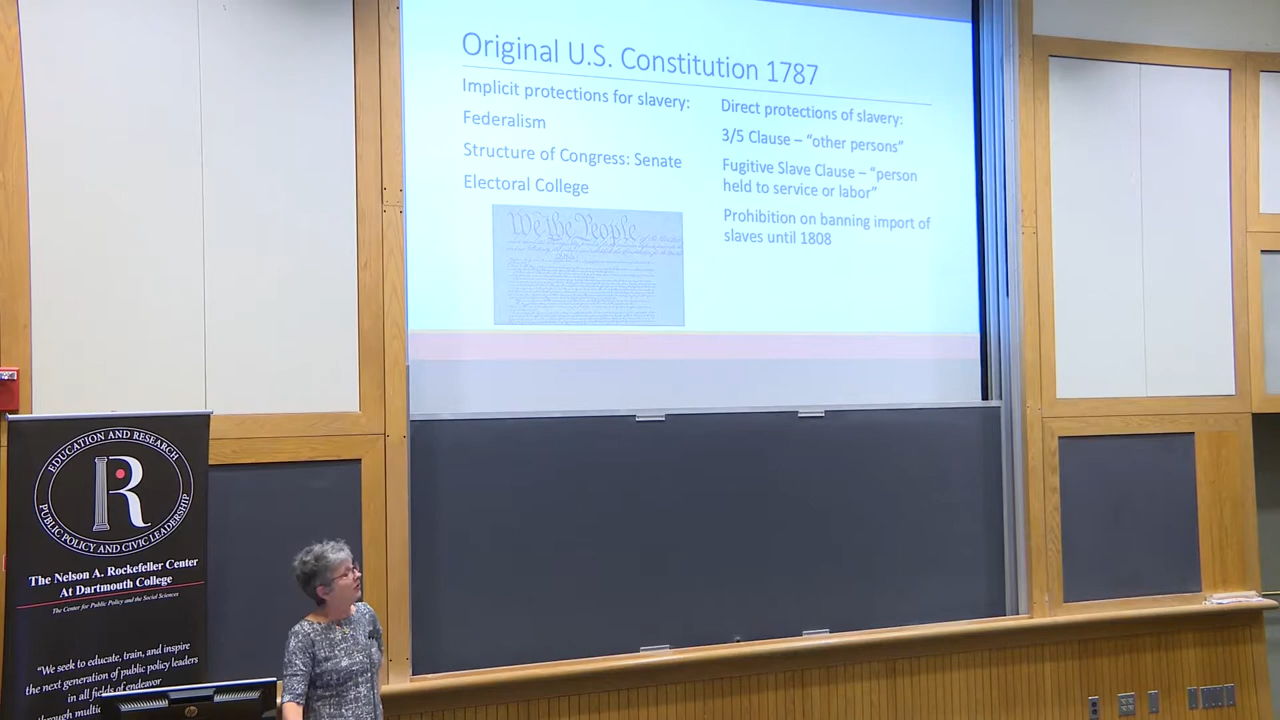 Original U.S. Constitution 1787
Implicit protections for slavery:
Federalism
Structure of Congress: Senate
Electoral College
We the People
Direct protections of slavery:
3/5 Clause – “other persons”
Fugitive Slave Clause – “person
held to service or labor”
Prohibition on banning import of
slaves until 1808
EDUCATION AND RESEARCH
R
PUBLIC POLICY AND CIVIC LEADERSHIP
The Nelson A. Rockefeller Center
At Dartmouth College
The Center for Public Policy and the Social Sciences
“We seek to educate, train, and inspire
the next generation of public policy leaders
in all fields of endeavor
through
hp